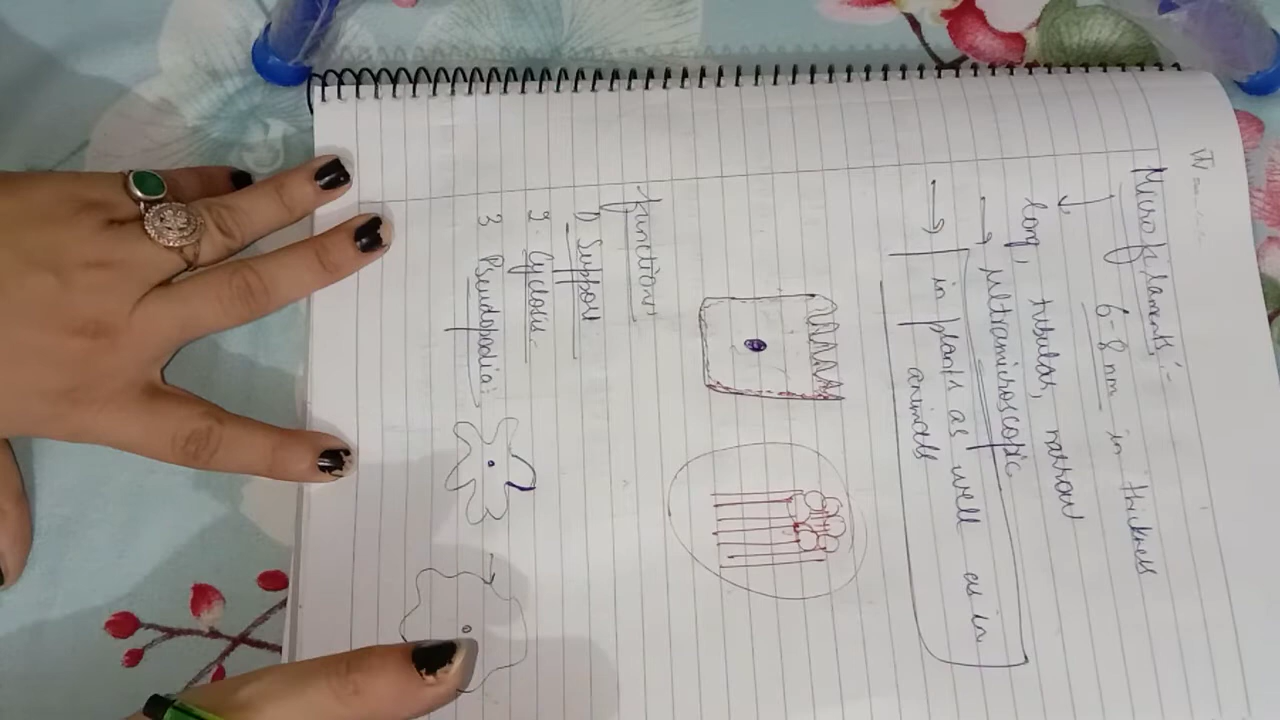 Microfilaments :-
6-8 nm in thickness
long, tubular, narrow
→ ultramicroscopic
→ in plants as well as in
animals
functions
1) Support
2. Cyclosis
3 Pseudopodia: